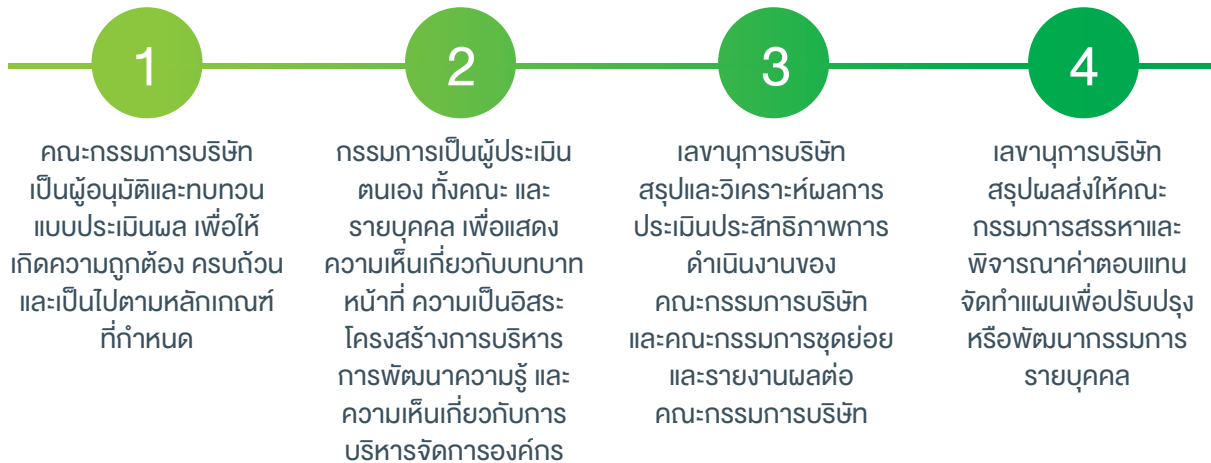 1
คณะกรรมการบริษัท
เป็นผู้อนุมัติและทบทวน
แบบประเมินผล เพื่อให้
เกิดความถูกต้อง ครบถ้วน
และเป็นไปตามหลักเกณฑ์
ที่กำหนด
2
กรรมการเป็นผู้ประเมิน
ตนเอง ทั้งคณะ และ
รายบุคคล เพื่อแสดง
ความเห็นเกี่ยวกับบทบาท
หน้าที่ ความเป็นอิสระ
โครงสร้างการบริหาร
การพัฒนาความรู้ และ
ความเห็นเกี่ยวกับการ
บริหารจัดการองค์กร
3
เลขานุการบริษัท
สรุปและวิเคราะห์ผลการ
ประเมินประสิทธิภาพการ
ดำเนินงานของ
คณะกรรมการบริษัท
และคณะกรรมการชุดย่อย
และรายงานผลต่อ
คณะกรรมการบริษัท
4
เลขานุการบริษัท
สรุปผลส่งให้คณะ
กรรมการสรรหาและ
พิจารณาค่าตอบแทน
จัดทำแผนเพื่อปรับปรุง
หรือพัฒนากรรมการ
รายบุคคล